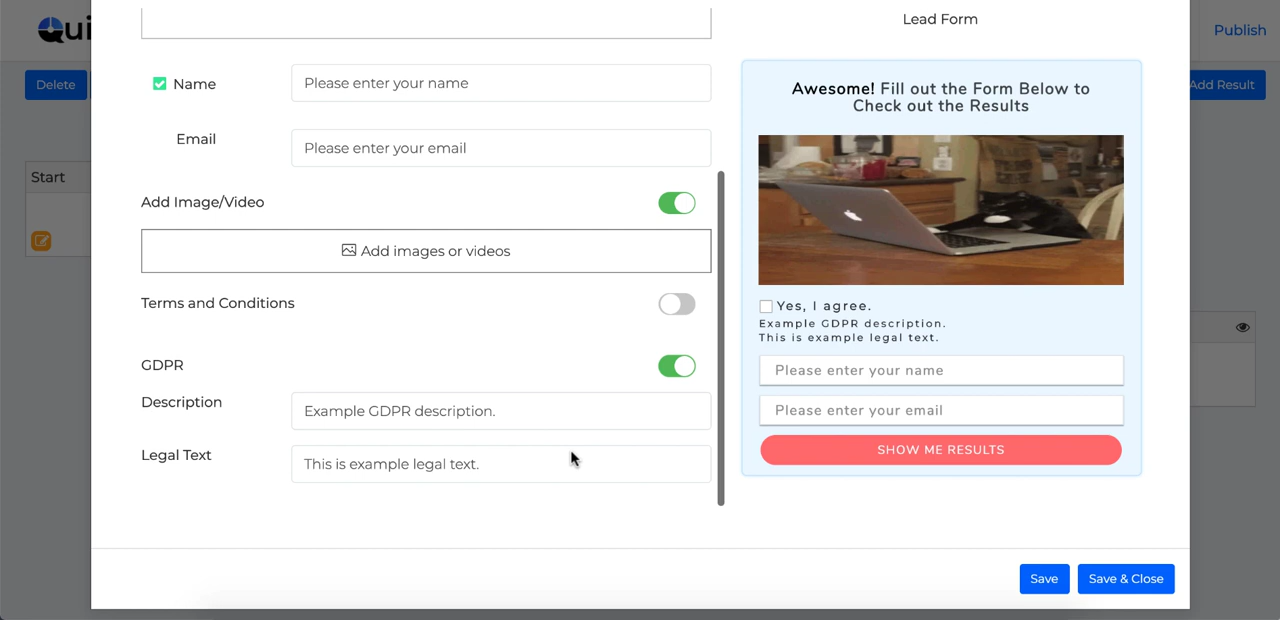 Qui
Publish
Delete
Add Result
Start
Lead Form
Name
Please enter your name
Email
Please enter your email
Add Image/Video
Add images or videos
Terms and Conditions
GDPR
Description
Example GDPR description.
Legal Text
This is example legal text.
Awesome! Fill out the Form Below to
Check out the Results
Yes, I agree.
Example GDPR description.
This is example legal text.
Please enter your name
Please enter your email
SHOW ME RESULTS
Save
Save & Close